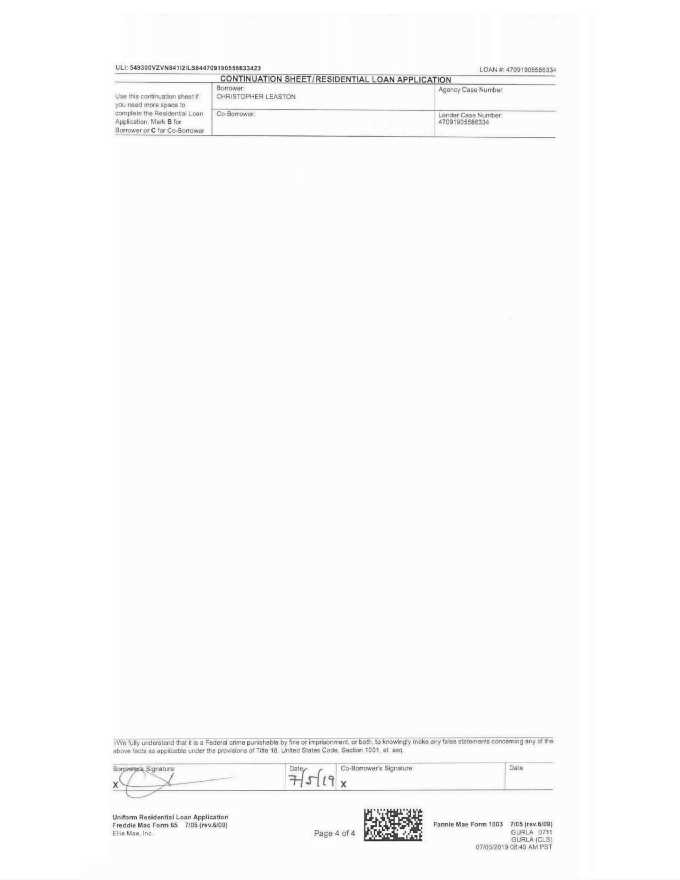 ULI: 549300VZVN841I2ILS84470919055
LOAN #: 47091905586334
CONTINUATION SHEET/RESIDENTIAL LOAN APPLICATION
Use this continuation sheet if
you need more space to
complete the Residential Loan
Application. Mark B for
Borrower or C for Co-Borrower.
Borrower:
CHRISTOPHER LEASTON
Agency Case Number:
Co-Borrower:
Lender Case Number:
47091905586334
I/We fully understand that it is a Federal crime punishable by fine or imprisonment, or both, to knowingly make any false statements concerning any of the
above facts as applicable under the provisions of Title 18, United States Code, Section 1001, et. seq.
Borrower's Signature
X
Date
7/5/19
Co-Borrower's Signature
X
Date
Uniform Residential Loan Application
Freddie Mac Form 65 7/05 (rev.6/09)
Ellie Mae, Inc.
Page 4 of 4
Fannie Mae Form 1003 7/05 (rev.6/09)
GURLA 0711
GURLA (CLS)
07/03/2019 08:40 AM PST